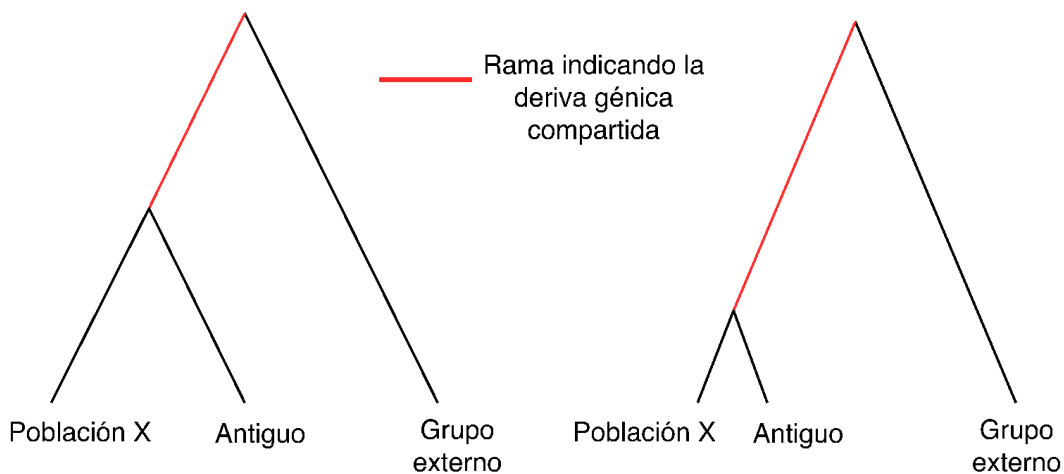 Rama indicando la
deriva génica
compartida
Población X
Antiguo
Grupo
externo
Población X
Antiguo
Grupo
externo